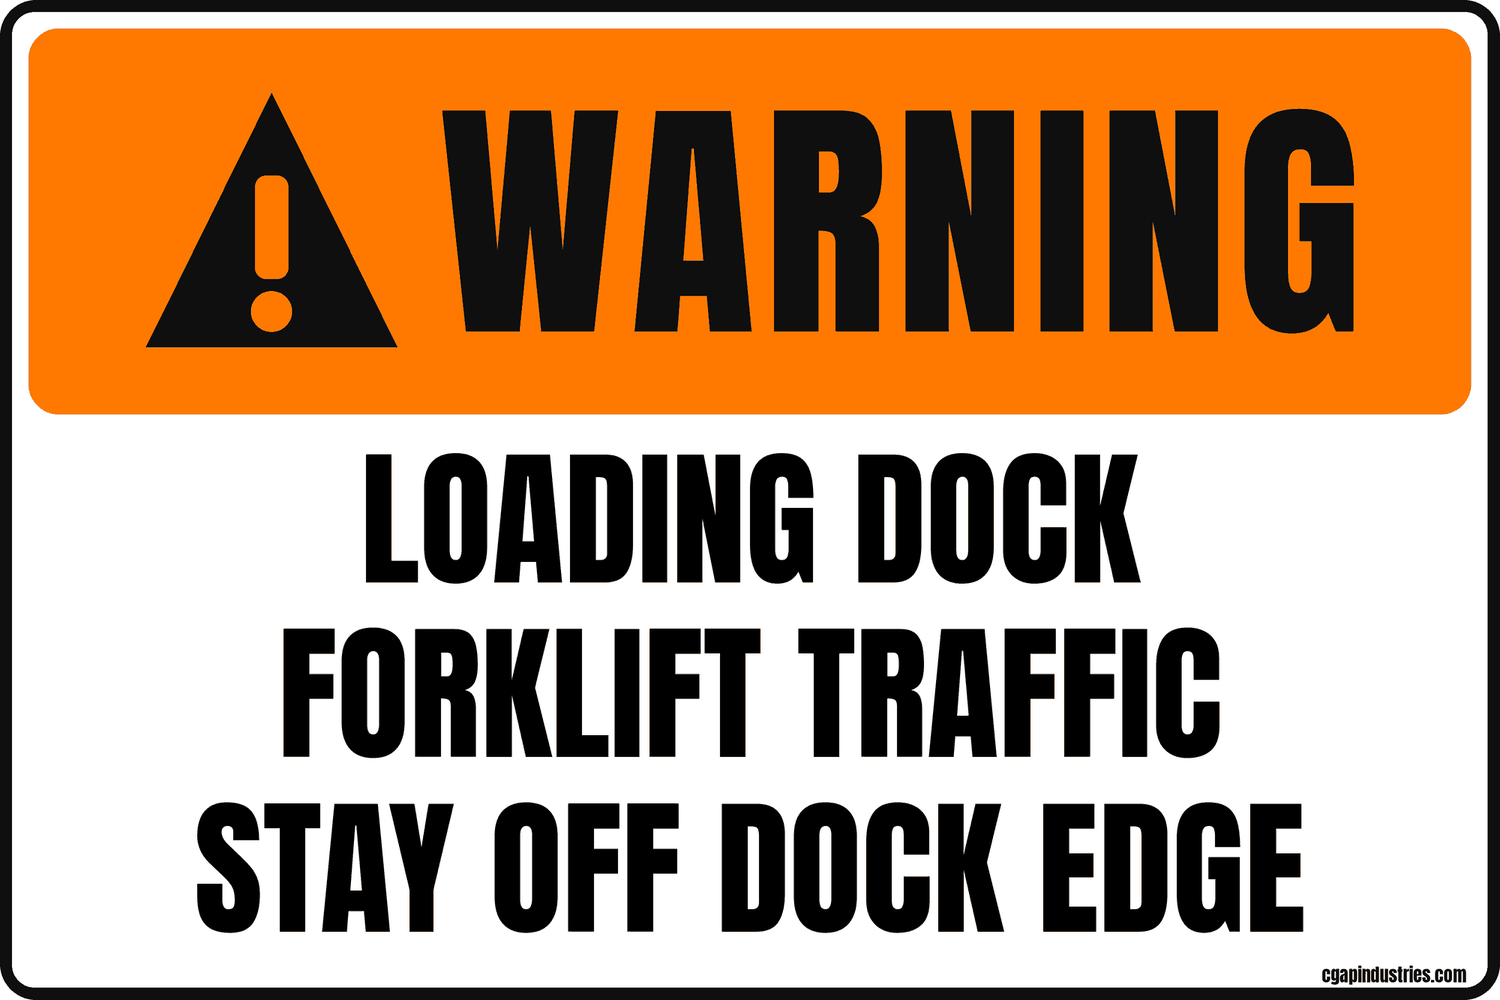 WARNING
LOADING DOCK
FORKLIFT TRAFFIC
STAY OFF DOCK EDGE
cgapindustries.com